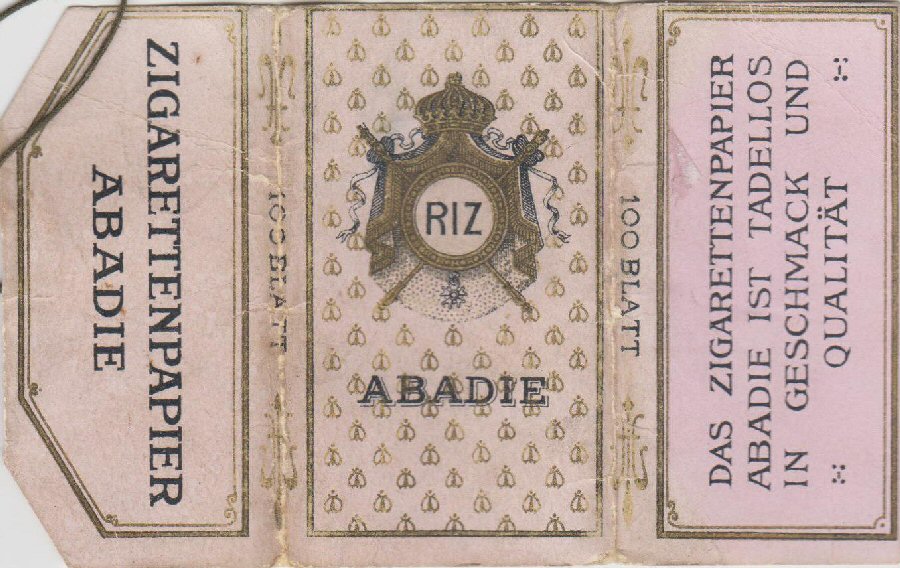 ZIGARETTENPAPIER
ABADIE
100 BLATT
RIZ
ABADIE
100 BLATT
DAS ZIGARETTENPAPIER
ABADIE IST TADELLOS
IN GESCHMACK UND
QUALITÄT